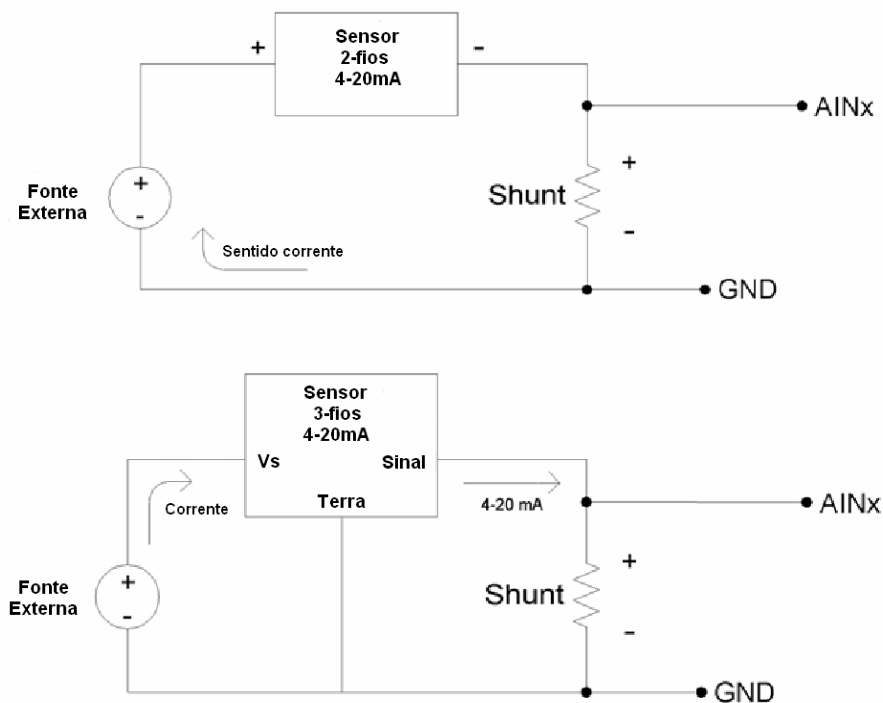 Sensor
2-fios
4-20mA
+
-
AINx
Fonte
Externa
+
-
Shunt
+
-
Sentido corrente
GND
Sensor
3-fios
4-20mA
Vs
Sinal
Terra
Corrente
4-20 mA
AINx
Fonte
Externa
+
-
Shunt
+
-
GND